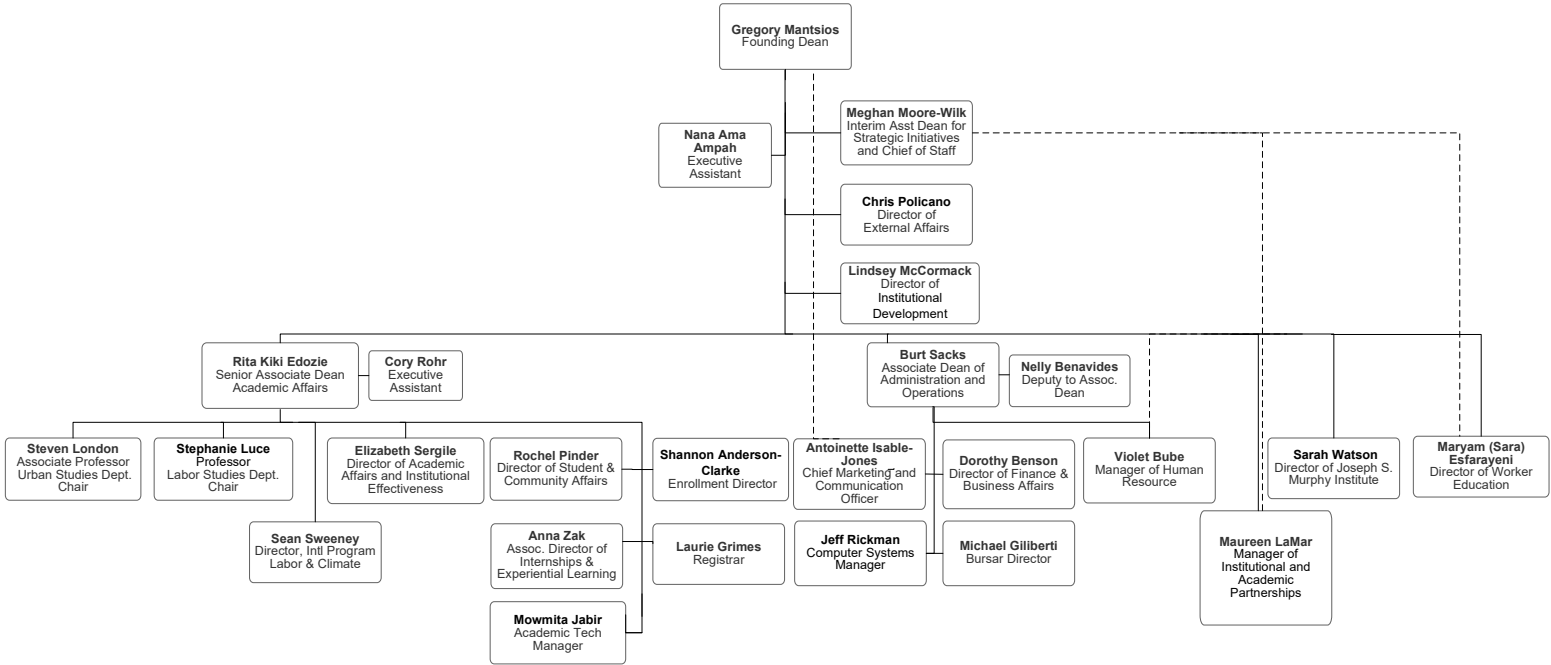 Gregory Mantsios
Founding Dean
Meghan Moore-Wilk
Interim Asst Dean for
Strategic Initiatives
and Chief of Staff
Nana Ama
Ampah
Executive
Assistant
Chris Policano
Director of
External Affairs
Lindsey McCormack
Director of
Institutional
Development
Rita Kiki Edozie
Senior Associate Dean
Academic Affairs
Cory Rohr
Executive
Assistant
Burt Sacks
Associate Dean of
Administration and
Operations
Nelly Benavides
Deputy to Assoc.
Dean
Steven London
Associate Professor
Urban Studies Dept.
Chair
Stephanie Luce
Professor
Labor Studies Dept.
Chair
Elizabeth Sergile
Director of Academic
Affairs and Institutional
Effectiveness
Rochel Pinder
Director of Student &
Community Affairs
Shannon Anderson-
Clarke
Enrollment Director
Antoinette Isable-
Jones
Chief Marketing and
Communication
Officer
Dorothy Benson
Director of Finance &
Business Affairs
Violet Bube
Manager of Human
Resource
Sarah Watson
Director of Joseph S.
Murphy Institute
Maryam (Sara)
Esfarayeni
Director of Worker
Education
Sean Sweeney
Director, Intl Program
Labor & Climate
Anna Zak
Assoc. Director of
Internships &
Experiential Learning
Laurie Grimes
Registrar
Jeff Rickman
Computer Systems
Manager
Michael Giliberti
Bursar Director
Maureen LaMar
Manager of
Institutional and
Academic
Partnerships
Mowmita Jabir
Academic Tech
Manager